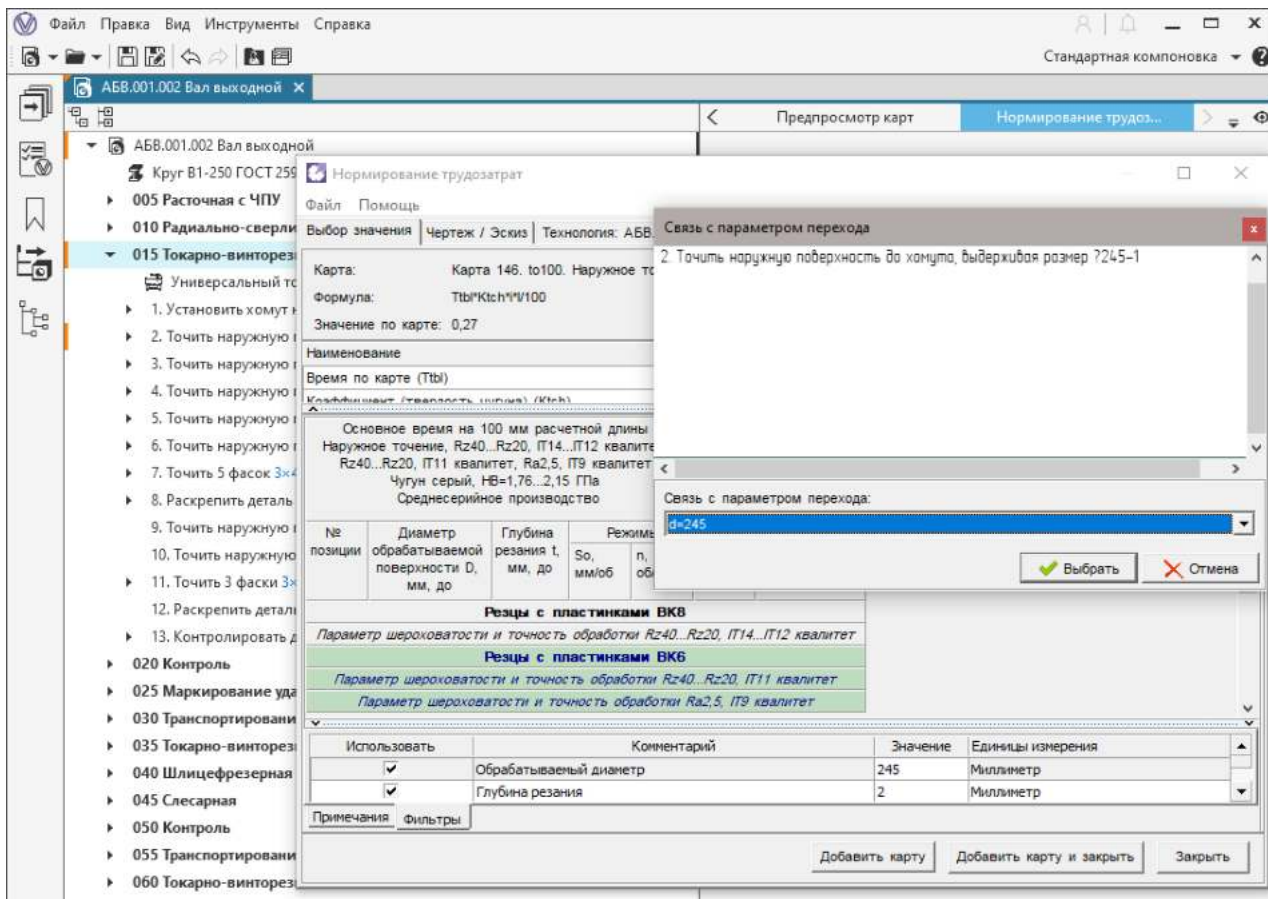 Файл Правка Вид Инструменты Справка
Стандартная компоновка
АБВ.001.002 Вал выходной
Предпросмотр карт
Нормирование трудоз...
АБВ.001.002 Вал выходной
Круг В1-250 ГОСТ 259
005 Расточная с ЧПУ
010 Радиально-сверли
015 Токарно-винторез
Универсальный то
1. Установить хомут н
2. Точить наружную
3. Точить наружную
4. Точить наружную
5. Точить наружную
6. Точить наружную
7. Точить 5 фасок 3×4
8. Раскрепить деталь
9. Точить наружную
10. Точить наружную
11. Точить 3 фаски 3×
12. Раскрепить детал
13. Контролировать д
020 Контроль
025 Маркирование уда
030 Транспортировани
035 Токарно-винторез
040 Шлицефрезерная
045 Слесарная
050 Контроль
055 Транспортировани
060 Токарно-винторез
Нормирование трудозатрат
Файл Помощь
Выбор значения Чертеж / Эскиз Технология: АБВ.
Карта: Карта 146. to100. Наружное то
Формула: Ttbl*Ktch*i*l/100
Значение по карте: 0,27
Наименование
Время по карте (Ttbl)
Коэффициент (твердость чугуна) (Ktch)
Основное время на 100 мм расчетной длины
Наружное точение, Rz40...Rz20, IT14...IT12 квалите
Rz40...Rz20, IT11 квалитет, Ra2,5, IT9 квалитет
Чугун серый, HB=1,76...2,15 ГПа
Среднесерийное производство
№ позиции
Диаметр обрабатываемой поверхности D, мм, до
Глубина резания t, мм, до
Режимы
So, мм/об
n, об/
Резцы с пластинками ВК8
Параметр шероховатости и точность обработки Rz40...Rz20, IT14...IT12 квалитет
Резцы с пластинками ВК6
Параметр шероховатости и точность обработки Rz40...Rz20, IT11 квалитет
Параметр шероховатости и точность обработки Ra2,5, IT9 квалитет
Использовать Комментарий Значение Единицы измерения
Обрабатываемый диаметр 245 Миллиметр
Глубина резания 2 Миллиметр
Примечания Фильтры
Добавить карту Добавить карту и закрыть Закрыть
Связь с параметром перехода
2. Точить наружную поверхность до хомута, выдерживая размер ?245-1
Связь с параметром перехода:
d=245
Выбрать Отмена